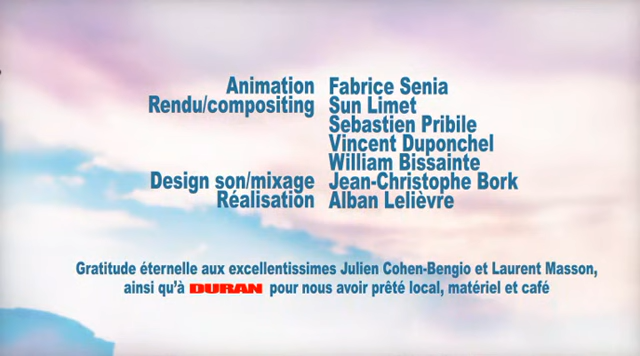 Animation Fabrice Senia
Rendu/compositing Sun Limet
Sebastien Pribile
Vincent Duponchel
William Bissainte
Design son/mixage Jean-Christophe Bork
Réalisation Alban Lelièvre
Gratitude éternelle aux excellentissimes Julien Cohen-Bengio et Laurent Masson,
ainsi qu'à DURAN pour nous avoir prêté local, matériel et café